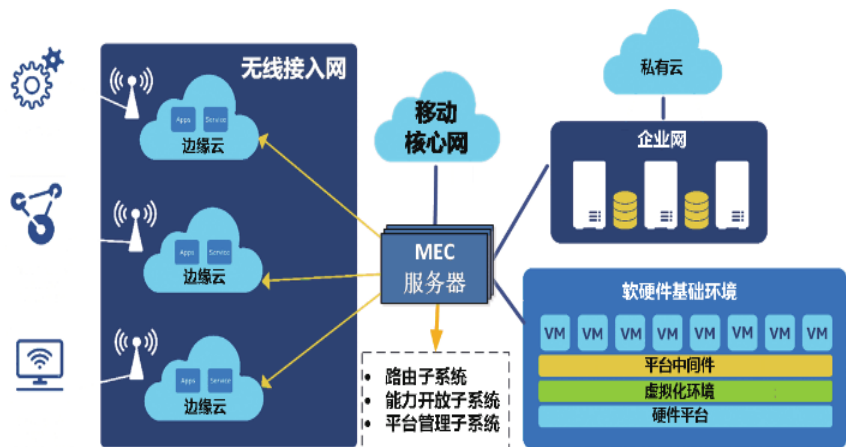 无线接入网
Apps Service
边缘云
Apps Service
边缘云
Apps Service
边缘云
移动
核心网
MEC
服务器
• 路由子系统
• 能力开放子系统
• 平台管理子系统
私有云
企业网
软硬件基础环境
VM VM VM VM VM VM VM VM
平台中间件
虚拟化环境
硬件平台